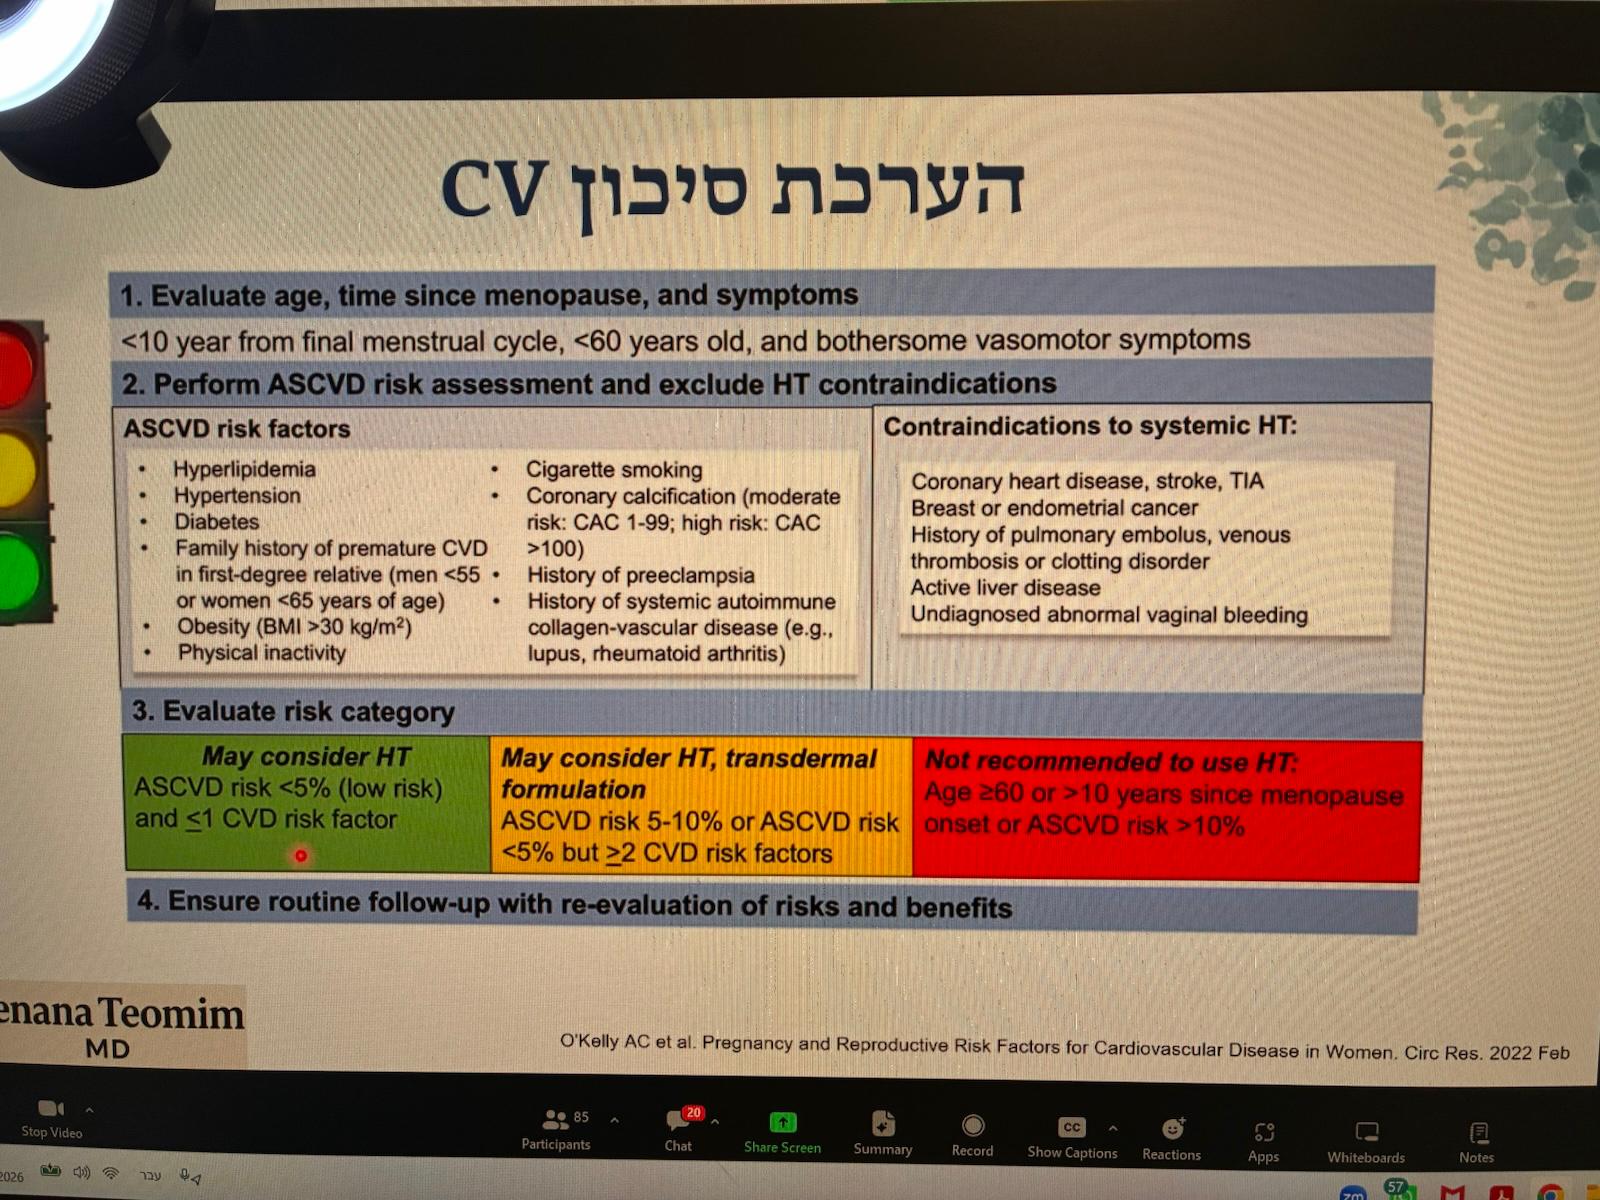 הערכת סיכון CV
1. Evaluate age, time since menopause, and symptoms
<10 year from final menstrual cycle, <60 years old, and bothersome vasomotor symptoms
2. Perform ASCVD risk assessment and exclude HT contraindications
ASCVD risk factors
• Hyperlipidemia
• Hypertension
• Diabetes
• Family history of premature CVD
in first-degree relative (men <55
or women <65 years of age)
• Obesity (BMI >30 kg/m²)
• Physical inactivity
• Cigarette smoking
• Coronary calcification (moderate
risk: CAC 1-99; high risk: CAC
>100)
• History of preeclampsia
• History of systemic autoimmune
collagen-vascular disease (e.g.,
lupus, rheumatoid arthritis)
Contraindications to systemic HT:
Coronary heart disease, stroke, TIA
Breast or endometrial cancer
History of pulmonary embolus, venous
thrombosis or clotting disorder
Active liver disease
Undiagnosed abnormal vaginal bleeding
3. Evaluate risk category
May consider HT
ASCVD risk <5% (low risk)
and ≤1 CVD risk factor
May consider HT, transdermal
formulation
ASCVD risk 5-10% or ASCVD risk
<5% but ≥2 CVD risk factors
Not recommended to use HT:
Age ≥60 or >10 years since menopause
onset or ASCVD risk >10%
4. Ensure routine follow-up with re-evaluation of risks and benefits
enana Teomim
MD
O'Kelly AC et al. Pregnancy and Reproductive Risk Factors for Cardiovascular Disease in Women. Circ Res. 2022 Feb
Stop Video
85
Participants
20
Chat
Share Screen
Summary
Record
CC
Show Captions
Reactions
Apps
Whiteboards
Notes
2026
עבר
zm
57